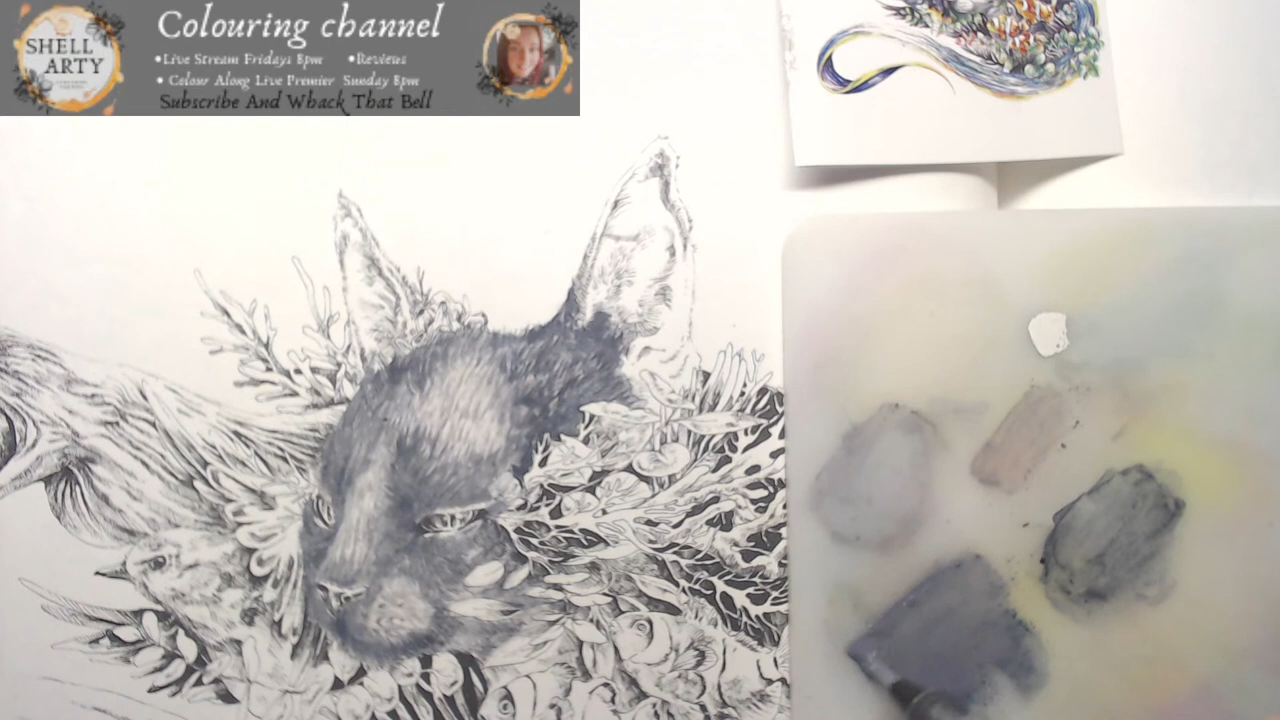 SHELL
ARTY
Colouring channel
•Live Stream Fridays 8pm •Reviews
• Colour Along Live Premier Sunday 8pm
Subscribe And Whack That Bell